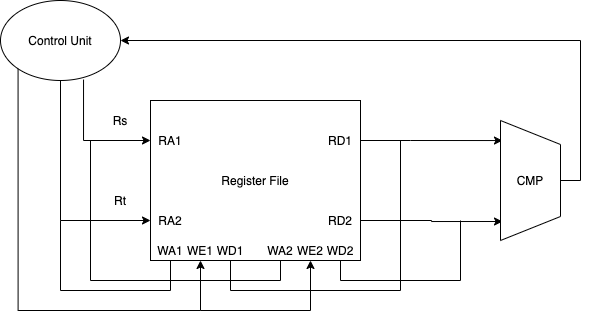 Control Unit
Rs
RA1
RD1
Register File
CMP
Rt
RA2
RD2
WA1 WE1 WD1 WA2 WE2 WD2